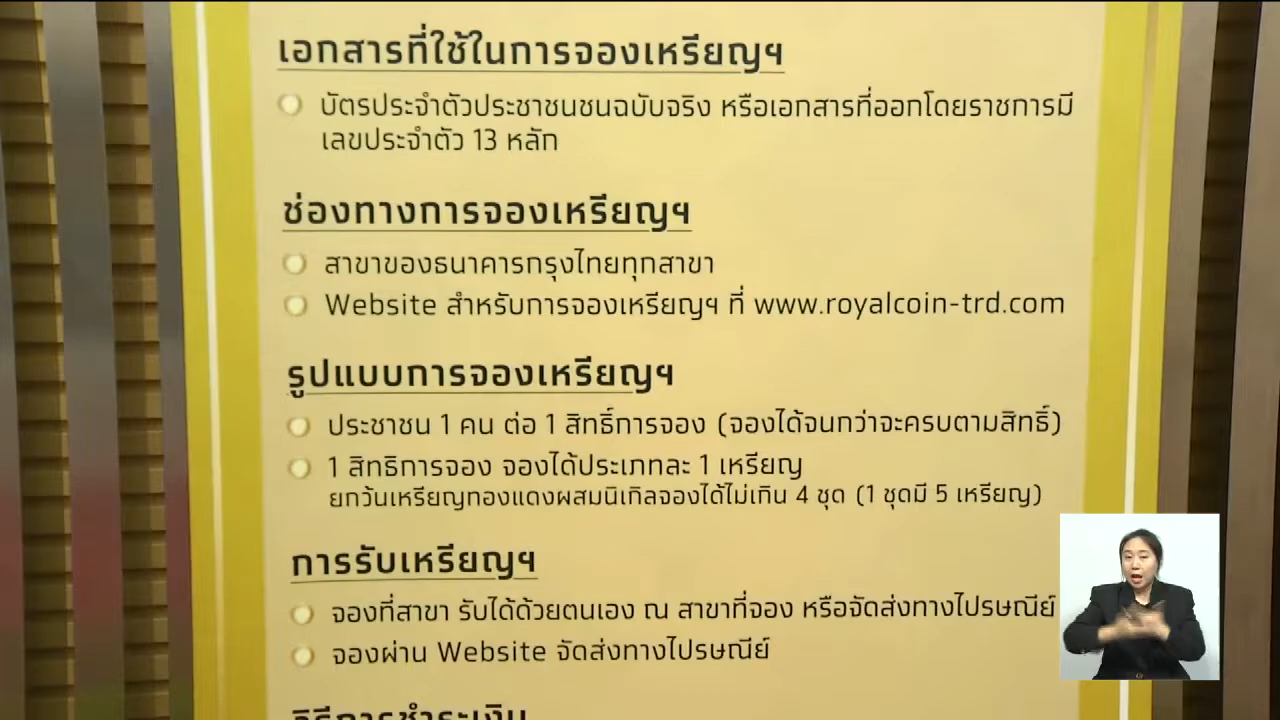 เอกสารที่ใช้ในการจองเหรียญฯ
บัตรประจำตัวประชาชนชนฉบับจริง หรือเอกสารที่ออกโดยราชการมี
เลขประจำตัว 13 หลัก
ช่องทางการจองเหรียญฯ
สาขาของธนาคารกรุงไทยทุกสาขา
Website สำหรับการจองเหรียญฯ ที่ www.royalcoin-trd.com
รูปแบบการจองเหรียญฯ
ประชาชน 1 คน ต่อ 1 สิทธิ์การจอง (จองได้จนกว่าจะครบตามสิทธิ์)
1 สิทธิการจอง จองได้ประเภทละ 1 เหรียญ
ยกวันเหรียญทองแดงผสมนิเกิลจองได้ไม่เกิน 4 ชุด (1 ชุดมี 5 เหรียญ)
การรับเหรียญฯ
จองที่สาขา รับได้ด้วยตนเอง ณ สาขาที่จอง หรือจัดส่งทางไปรษณีย์
จองผ่าน Website จัดส่งทางไปรษณีย์
วิธีการชำระเงิน